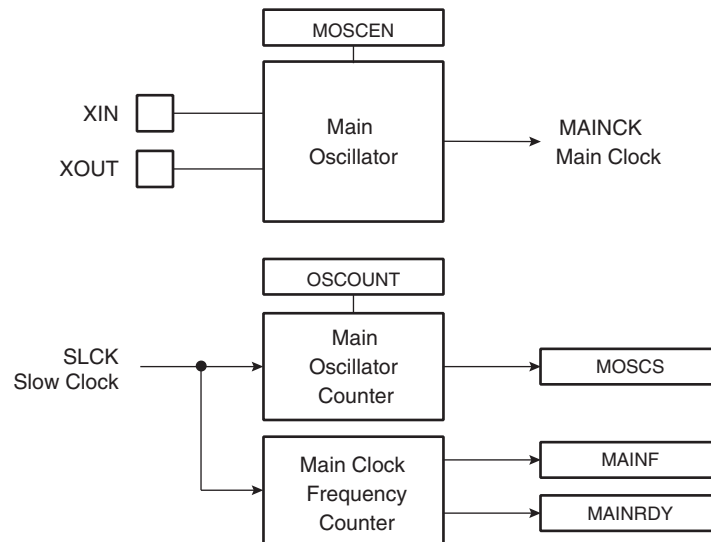 MOSCEN
XIN
XOUT
Main
Oscillator
MAINCK
Main Clock
OSCOUNT
SLCK
Slow Clock
Main
Oscillator
Counter
MOSCS
Main Clock
Frequency
Counter
MAINF
MAINRDY